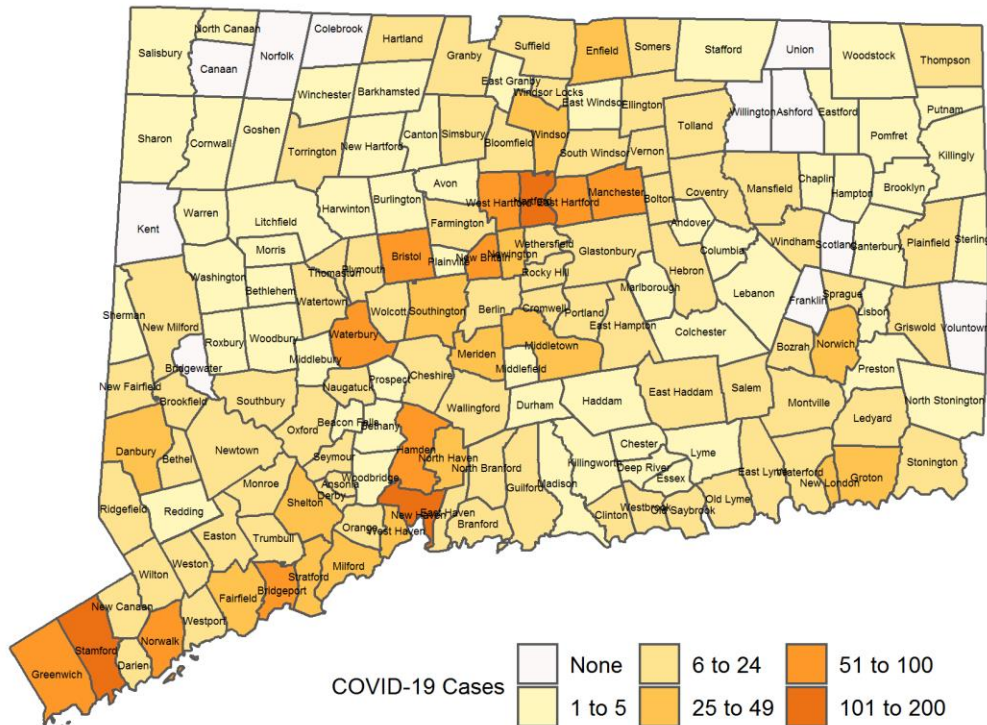 Colebrook
North Canaan
Hartland
Suffield
Enfield
Somers
Stafford
Union
Woodstock
Thompson
Salisbury
Canaan
Norfolk
Granby
East Granby
Windsor Locks
Winchester
Barkhamsted
East Windsor
Ellington
Willington
Ashford
Eastford
Putnam
Sharon
Cornwall
Goshen
Torrington
New Hartford
Canton
Simsbury
Bloomfield
Windsor
South Windsor
Vernon
Tolland
Pomfret
Killingly
Avon
West Hartford
Hartford
East Hartford
Manchester
Bolton
Coventry
Mansfield
Chaplin
Hampton
Brooklyn
Kent
Warren
Litchfield
Harwinton
Burlington
Farmington
Andover
Columbia
Windham
Scotland
Canterbury
Plainfield
Sterling
Morris
Bristol
Plainville
New Britain
Newington
Wethersfield
Glastonbury
Hebron
Washington
Bethlehem
Thomaston
Plymouth
Rocky Hill
Marlborough
Lebanon
Franklin
Sprague
Lisbon
Griswold
Voluntown
Sherman
New Milford
Watertown
Wolcott
Southington
Berlin
Cromwell
Portland
East Hampton
Colchester
Roxbury
Woodbury
Waterbury
Middlebury
Meriden
Middletown
Middlefield
Bozrah
Norwich
Preston
Bridgewater
New Fairfield
Brookfield
Southbury
Naugatuck
Prospect
Cheshire
Wallingford
Durham
Haddam
East Haddam
Salem
Montville
Ledyard
North Stonington
Oxford
Beacon Falls
Bethany
Danbury
Bethel
Newtown
Seymour
Hamden
North Haven
North Branford
Guilford
Madison
Killingworth
Chester
Deep River
Essex
Lyme
East Lyme
Waterford
New London
Groton
Stonington
Ridgefield
Redding
Monroe
Ansonia
Derby
Woodbridge
Shelton
New Haven
East Haven
Branford
Clinton
Westbrook
Old Saybrook
Old Lyme
Easton
Trumbull
Orange
West Haven
Wilton
Weston
Stratford
Milford
New Canaan
Westport
Fairfield
Bridgeport
Greenwich
Stamford
Darien
Norwalk
COVID-19 Cases
None
1 to 5
6 to 24
25 to 49
51 to 100
101 to 200